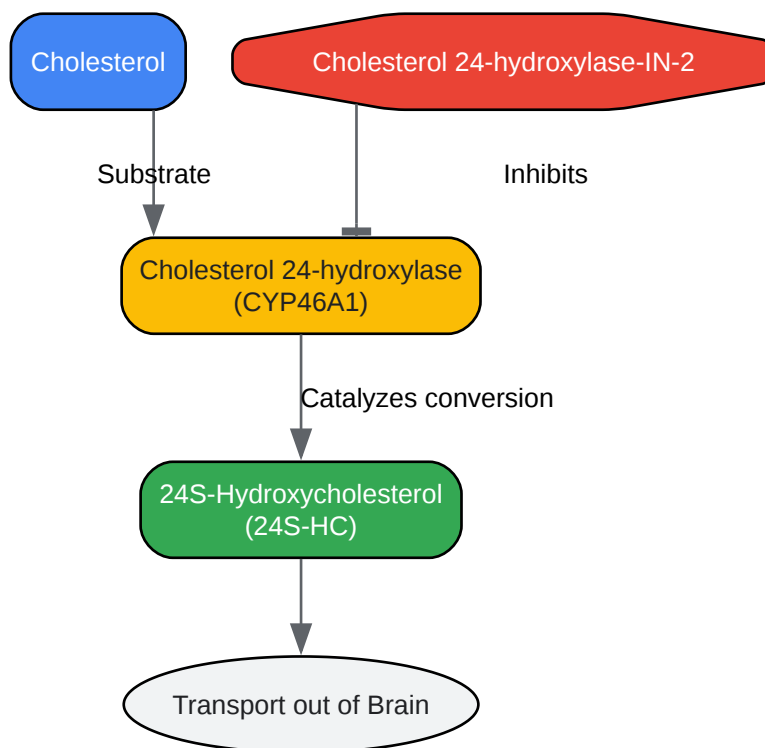 Cholesterol
Cholesterol 24-hydroxylase-IN-2
Substrate
Inhibits
Cholesterol 24-hydroxylase
(CYP46A1)
Catalyzes conversion
24S-Hydroxycholesterol
(24S-HC)
Transport out of Brain